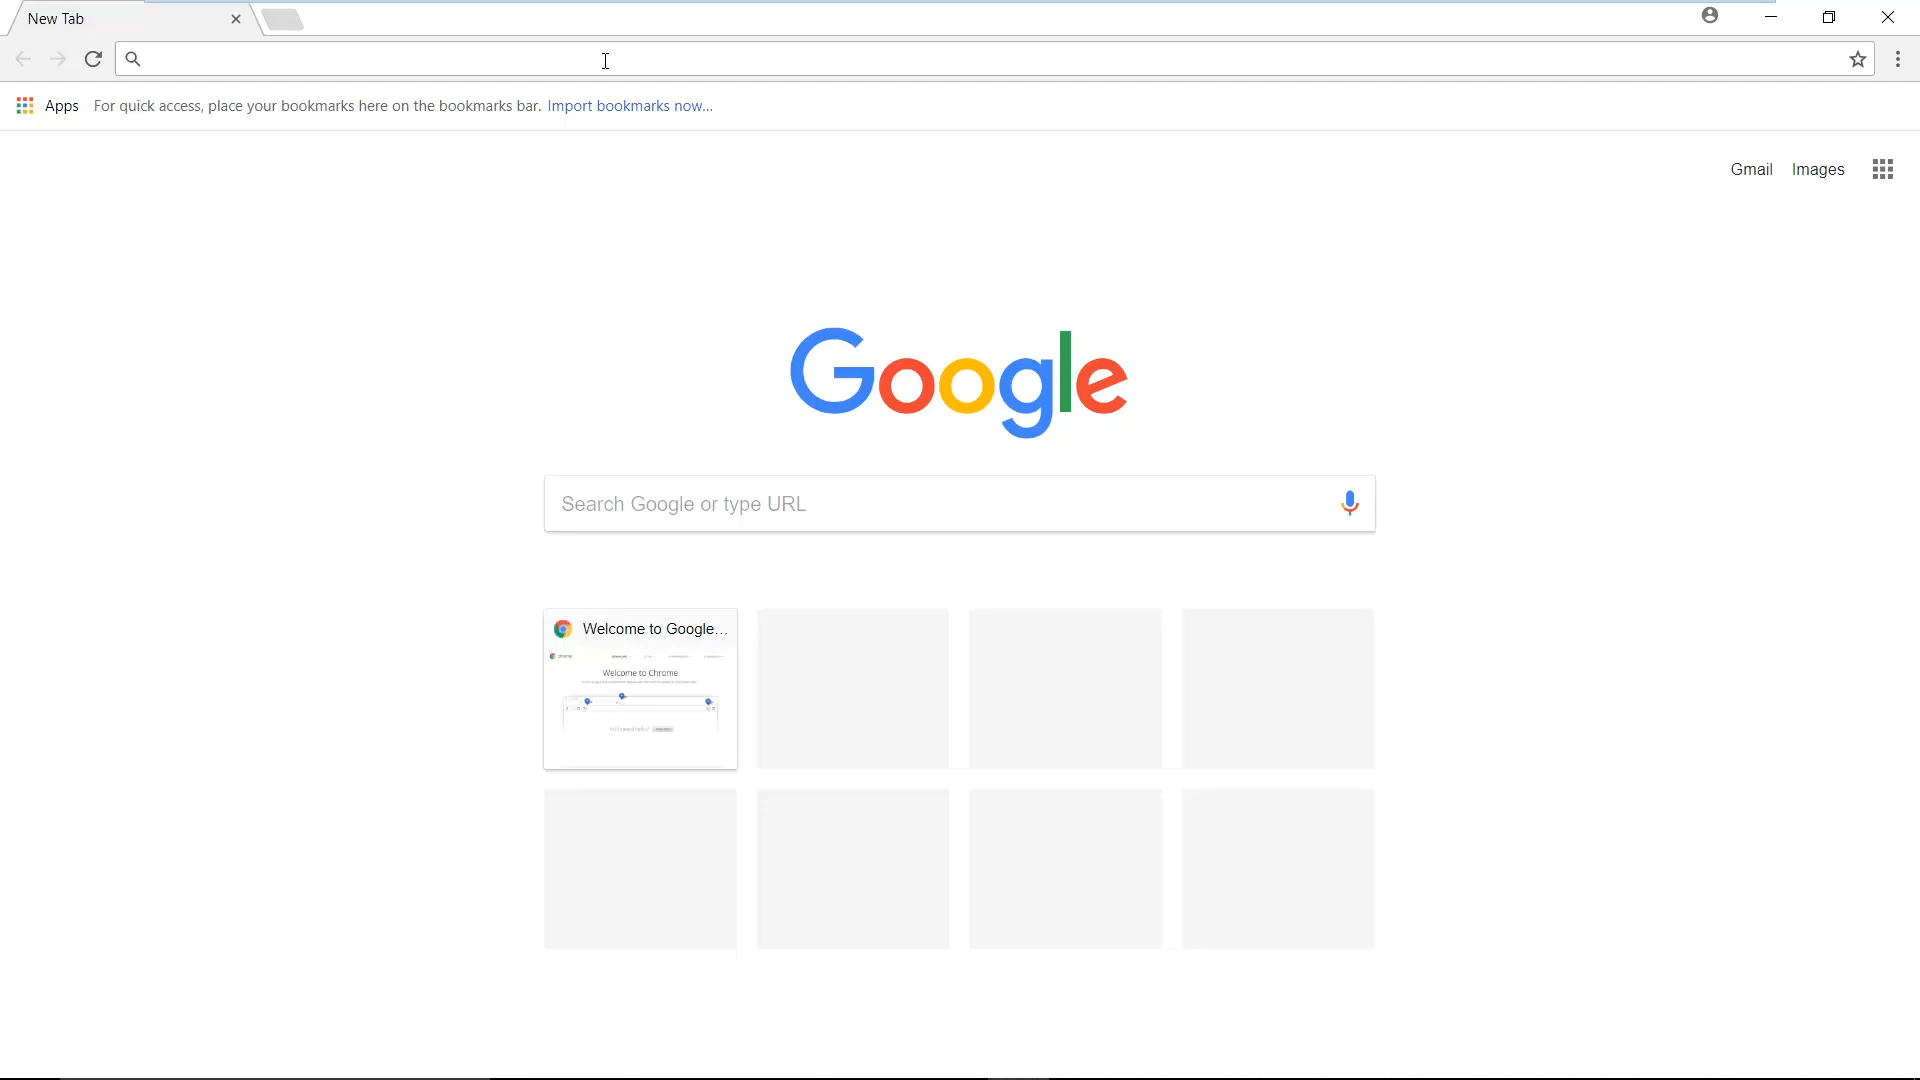 New Tab
Apps For quick access, place your bookmarks here on the bookmarks bar. Import bookmarks now...
Gmail Images
Google
Search Google or type URL
Welcome to Google...
chrome
Welcome to Chrome